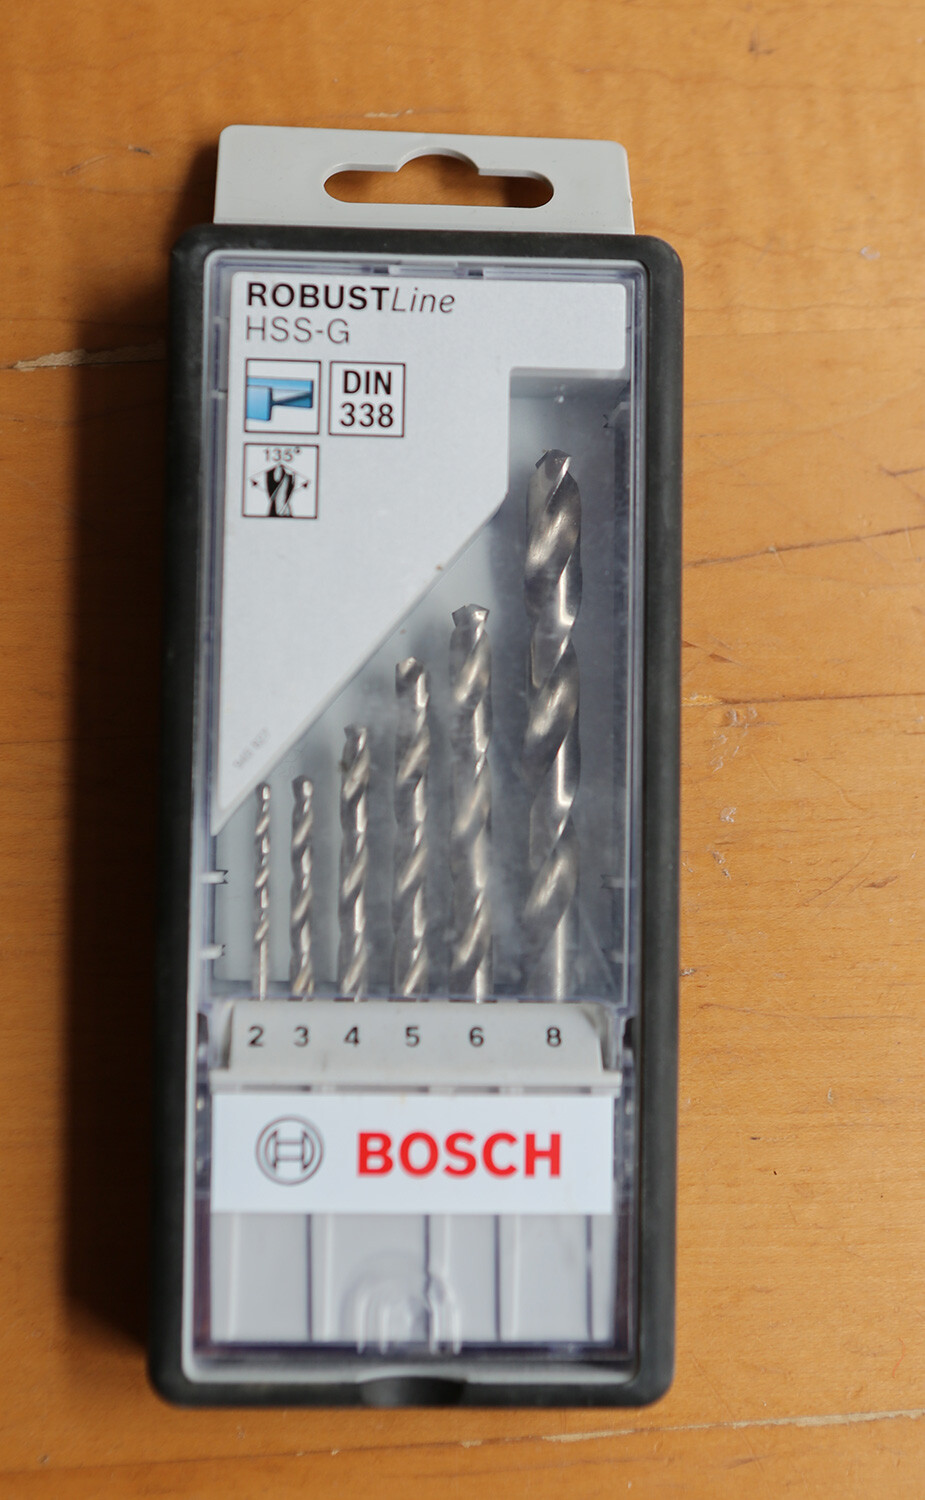 ROBUSTLine
HSS-G
DIN
338
135°
2 3 4 5 6 8
BOSCH